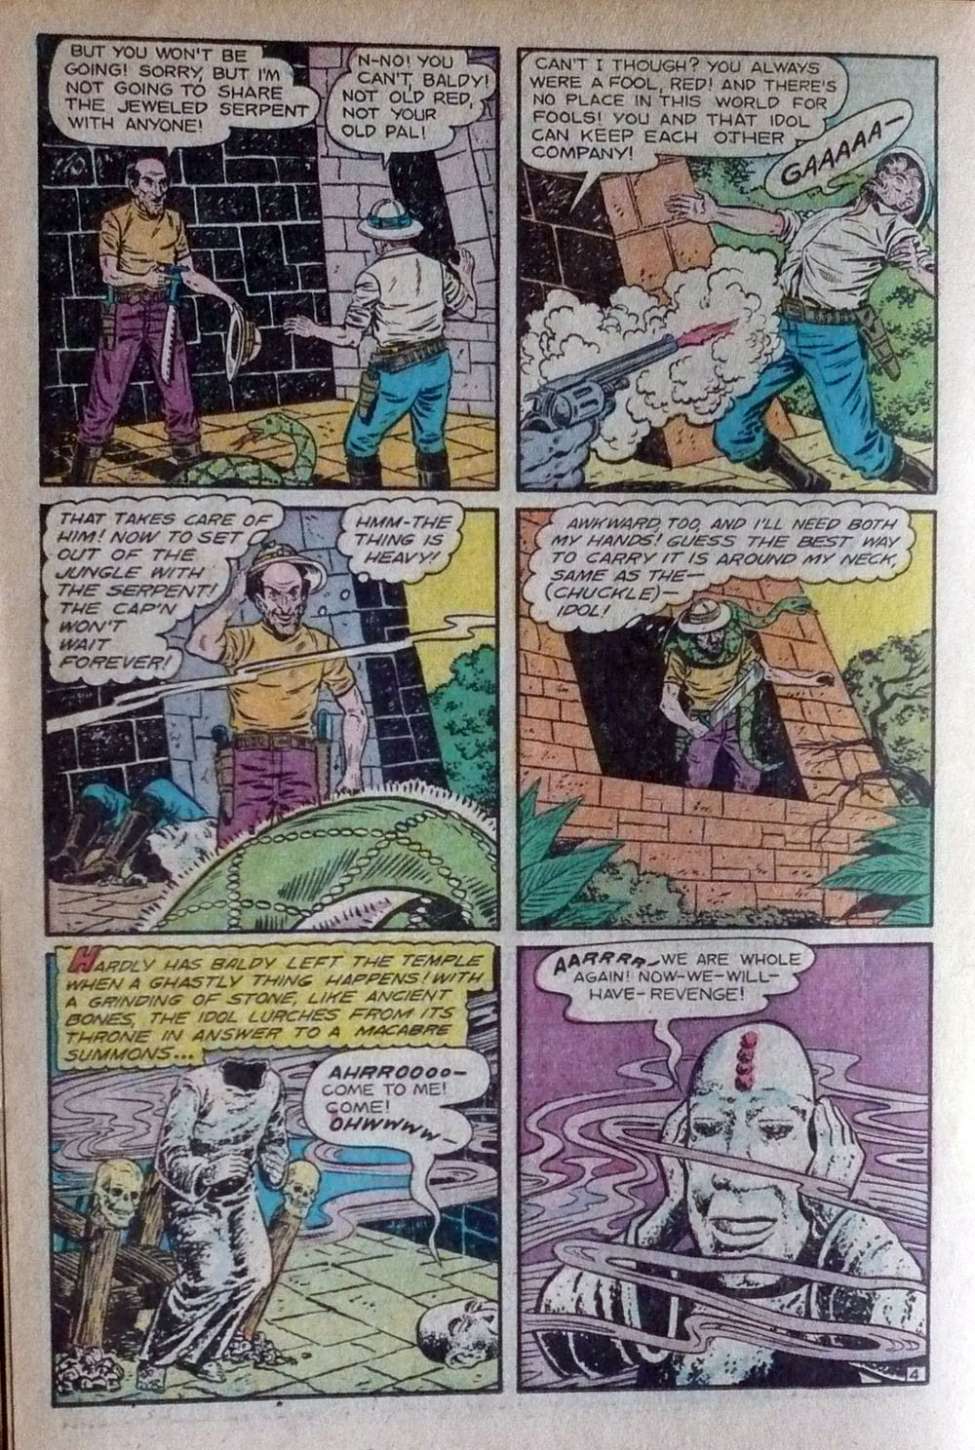 BUT YOU WON'T BE
GOING! SORRY, BUT I'M
NOT GOING TO SHARE
THE JEWELED SERPENT
WITH ANYONE!
N-NO! YOU
CAN'T, BALDY!
NOT OLD RED,
NOT YOUR
OLD PAL!
CAN'T I THOUGH? YOU ALWAYS
WERE A FOOL, RED! AND THERE'S
NO PLACE IN THIS WORLD FOR
FOOLS! YOU AND THAT IDOL
CAN KEEP EACH OTHER
COMPANY!
GAAAAA—
THAT TAKES CARE OF
HIM! NOW TO SET
OUT OF THE
JUNGLE WITH
THE SERPENT!
THE CAP'N
WON'T
WAIT
FOREVER!
HMM-THE
THING IS
HEAVY!
AWKWARD, TOO, AND I'LL NEED BOTH
MY HANDS! GUESS THE BEST WAY
TO CARRY IT IS AROUND MY NECK,
SAME AS THE—
(CHUCKLE)—
IDOL!
HARDLY HAS BALDY LEFT THE TEMPLE
WHEN A GHASTLY THING HAPPENS! WITH
A GRINDING OF STONE, LIKE ANCIENT
BONES, THE IDOL LURCHES FROM ITS
THRONE IN ANSWER TO A MACABRE
SUMMONS...
AHRROOOO—
COME TO ME!
COME!
OHWWWW—
AARRRR—WE ARE WHOLE
AGAIN! NOW-WE-WILL-
HAVE-REVENGE!
4